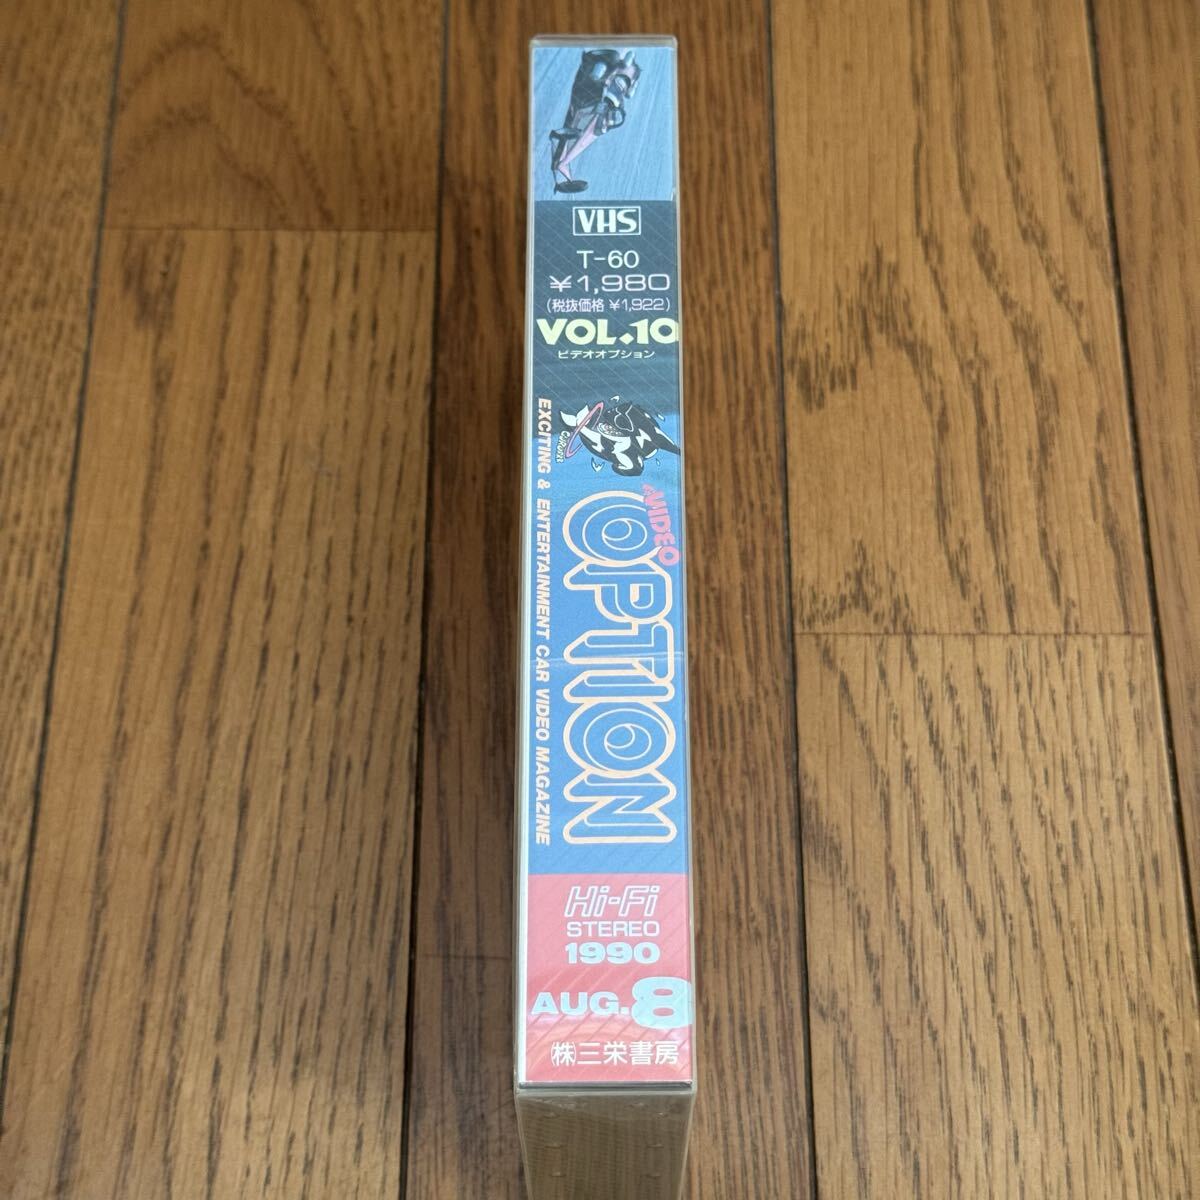 VHS
T-60
¥1,980
(税抜価格 ¥1,922)
VOL.10
ビデオオプション
VIDEO
OPTION
EXCITING & ENTERTAINMENT CAR VIDEO MAGAZINE
Hi-Fi
STEREO
1990
AUG.8
㈱三栄書房